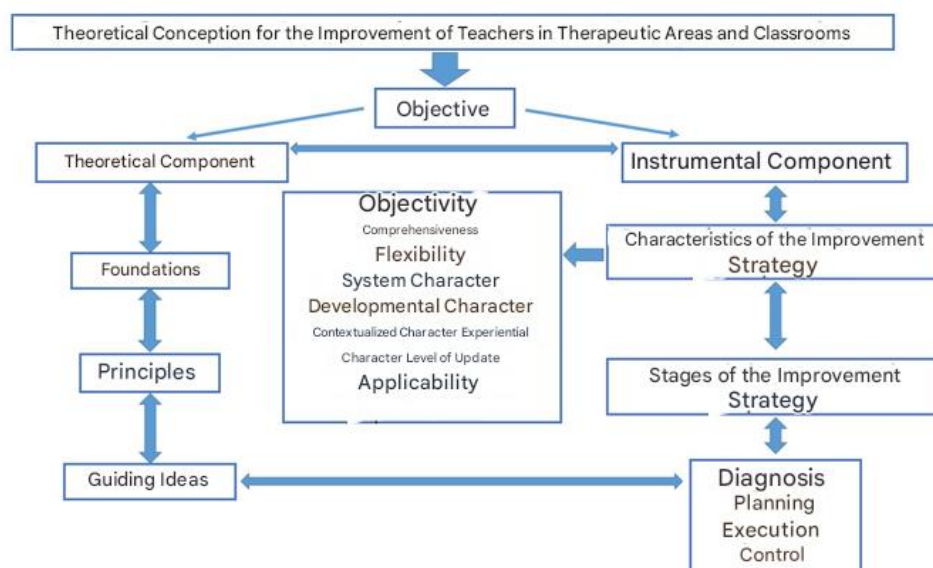 Theoretical Conception for the Improvement of Teachers in Therapeutic Areas and Classrooms
Objective
Theoretical Component
Instrumental Component
Objectivity
Comprehensiveness
Flexibility
System Character
Developmental Character
Contextualized Character Experiential
Character Level of Update
Applicability
Characteristics of the Improvement
Strategy
Foundations
Principles
Stages of the Improvement
Strategy
Guiding Ideas
Diagnosis
Planning
Execution
Control